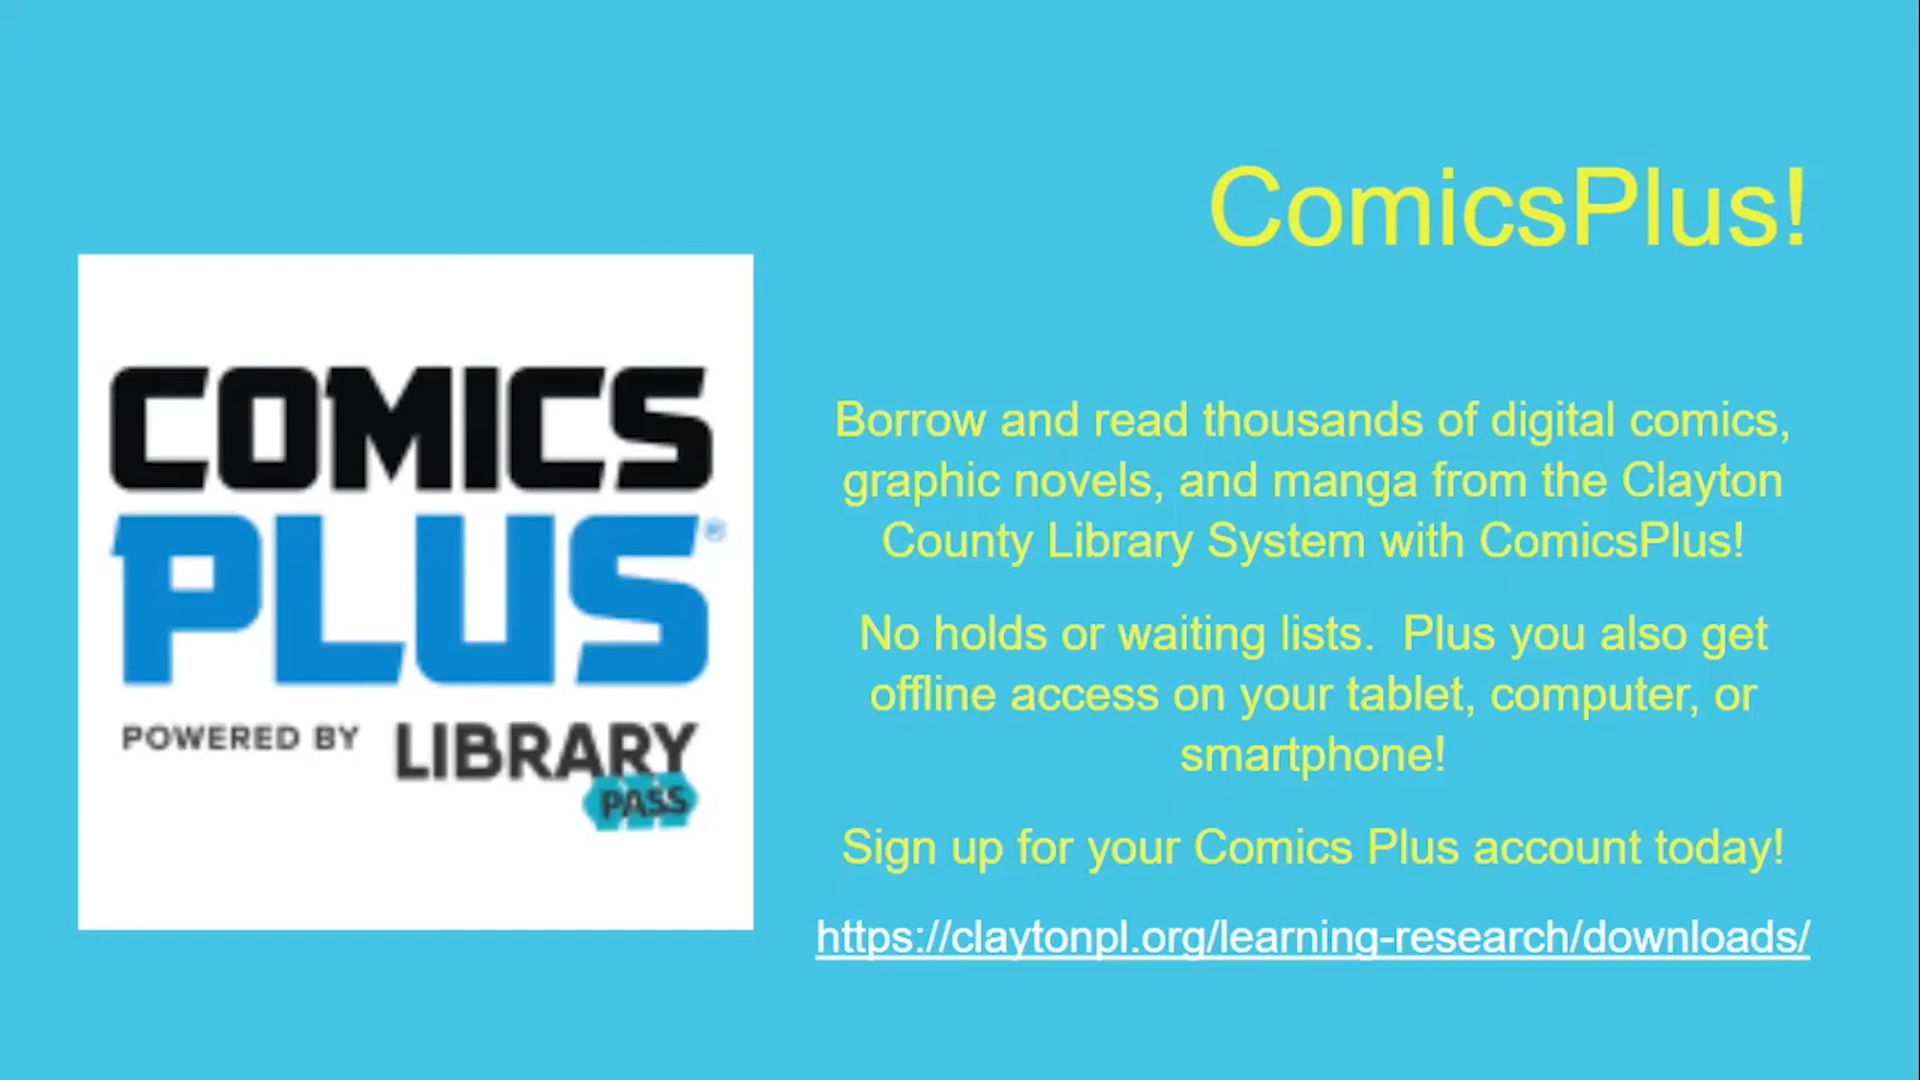 ComicsPlus!
COMICS
PLUS®
POWERED BY LIBRARY
PASS
Borrow and read thousands of digital comics,
graphic novels, and manga from the Clayton
County Library System with ComicsPlus!
No holds or waiting lists.  Plus you also get
offline access on your tablet, computer, or
smartphone!
Sign up for your Comics Plus account today!
https://claytonpl.org/learning-research/downloads/